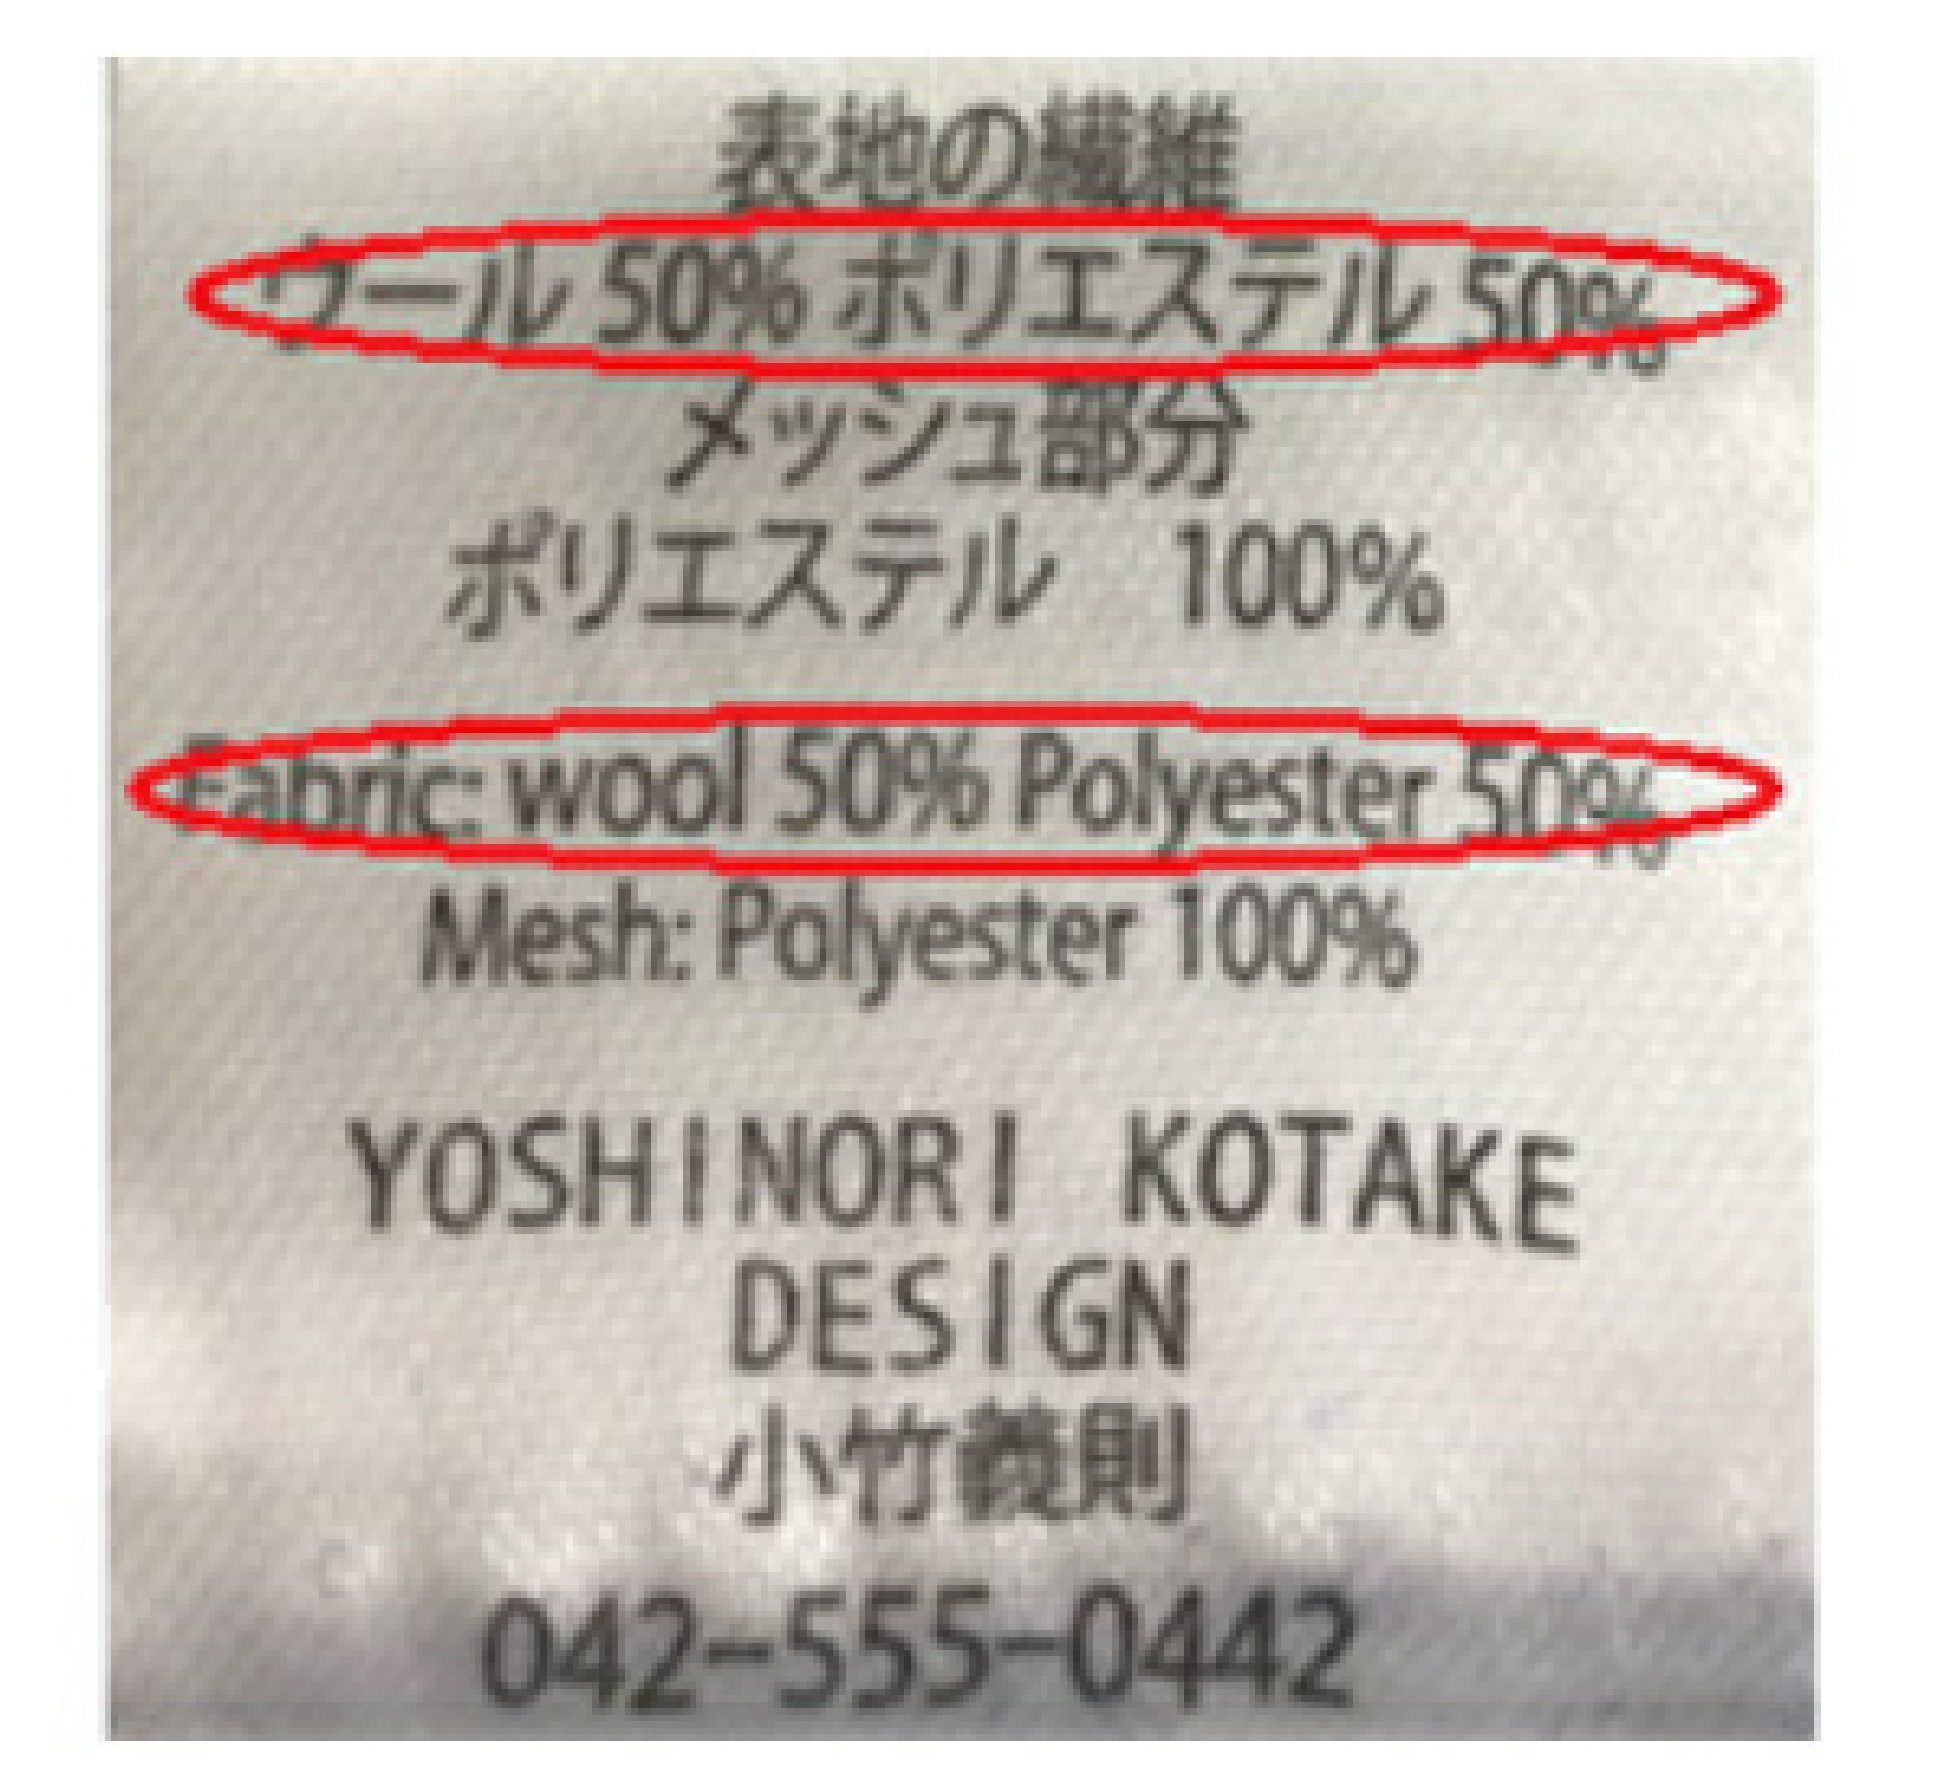 表地の繊維
ウール 50% ポリエステル 50%
メッシュ部分
ポリエステル　100%
Fabric: wool 50% Polyester 50%
Mesh: Polyester 100%
YOSHINORI KOTAKE
DESIGN
小竹義則
042-555-0442